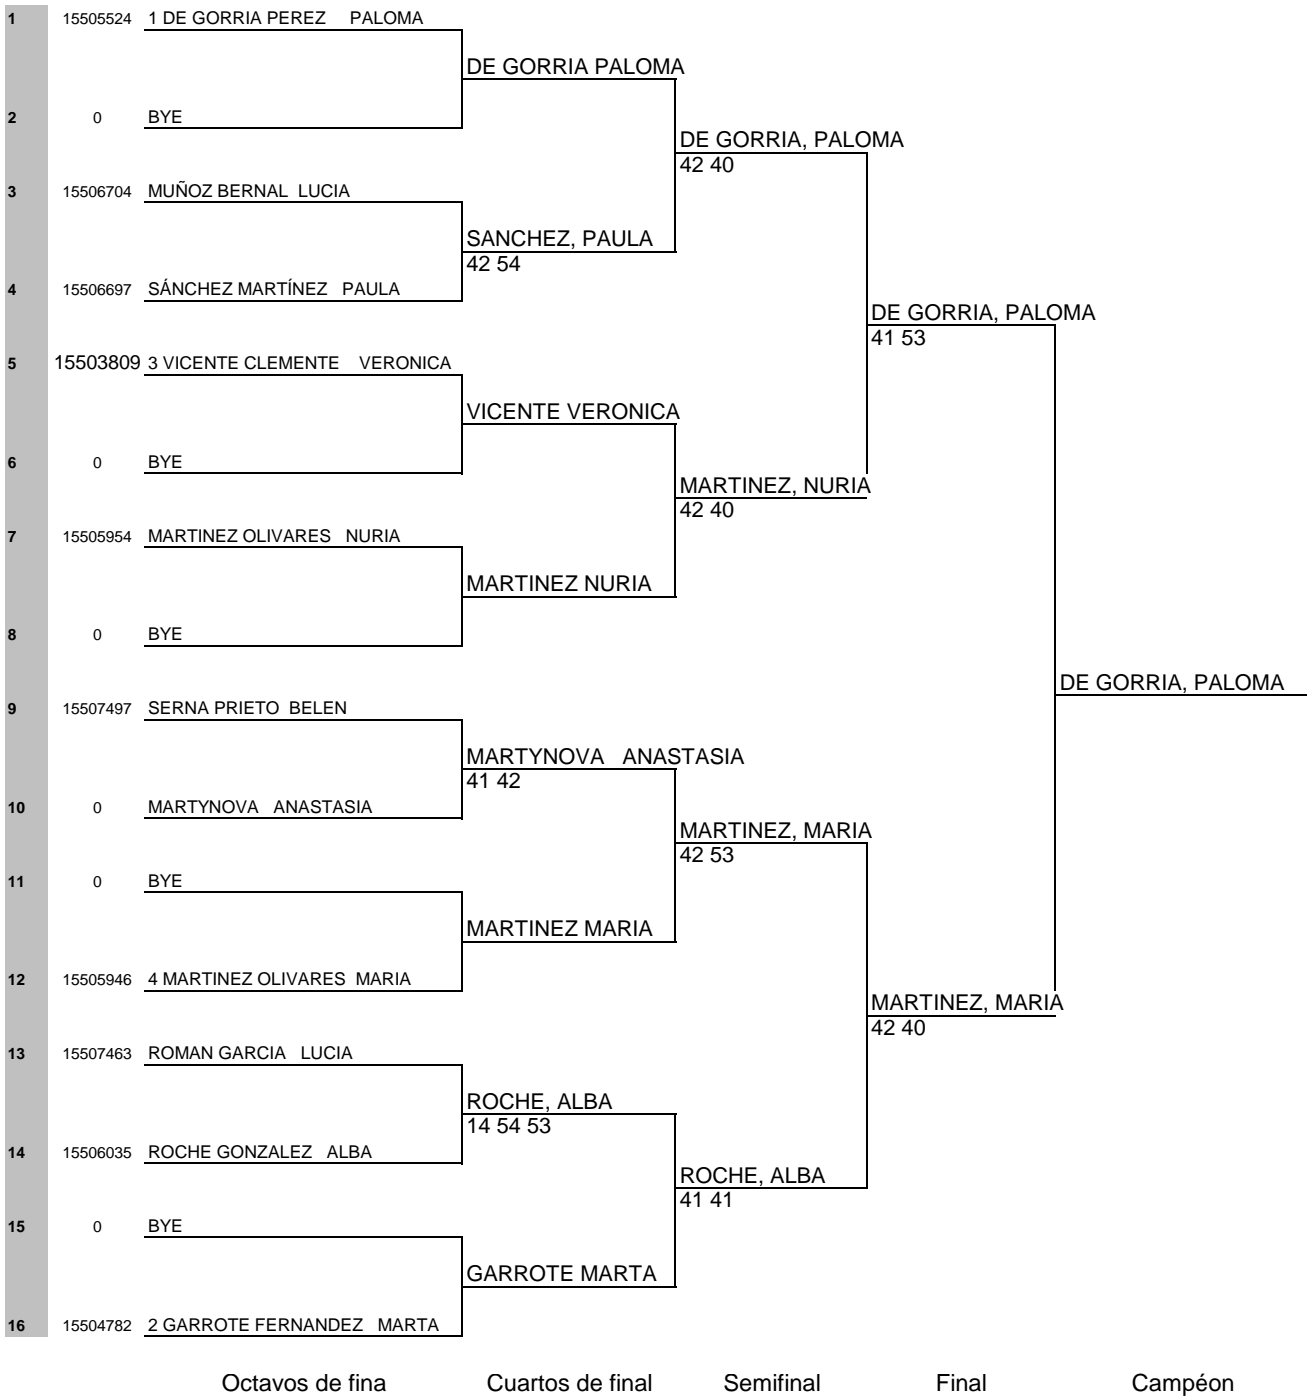 1 15505524 1 DE GORRIA PEREZ PALOMA
DE GORRIA PALOMA
2 0 BYE
DE GORRIA, PALOMA
42 40
3 15506704 MUÑOZ BERNAL LUCIA
SANCHEZ, PAULA
42 54
4 15506697 SÁNCHEZ MARTÍNEZ PAULA
DE GORRIA, PALOMA
41 53
5 15503809 3 VICENTE CLEMENTE VERONICA
VICENTE VERONICA
6 0 BYE
MARTINEZ, NURIA
42 40
7 15505954 MARTINEZ OLIVARES NURIA
MARTINEZ NURIA
8 0 BYE
DE GORRIA, PALOMA
9 15507497 SERNA PRIETO BELEN
MARTYNOVA ANASTASIA
41 42
10 0 MARTYNOVA ANASTASIA
MARTINEZ, MARIA
42 53
11 0 BYE
MARTINEZ MARIA
12 15505946 4 MARTINEZ OLIVARES MARIA
MARTINEZ, MARIA
42 40
13 15507463 ROMAN GARCIA LUCIA
ROCHE, ALBA
14 54 53
14 15506035 ROCHE GONZALEZ ALBA
ROCHE, ALBA
41 41
15 0 BYE
GARROTE MARTA
16 15504782 2 GARROTE FERNANDEZ MARTA
Octavos de fina Cuartos de final Semifinal Final Campéon